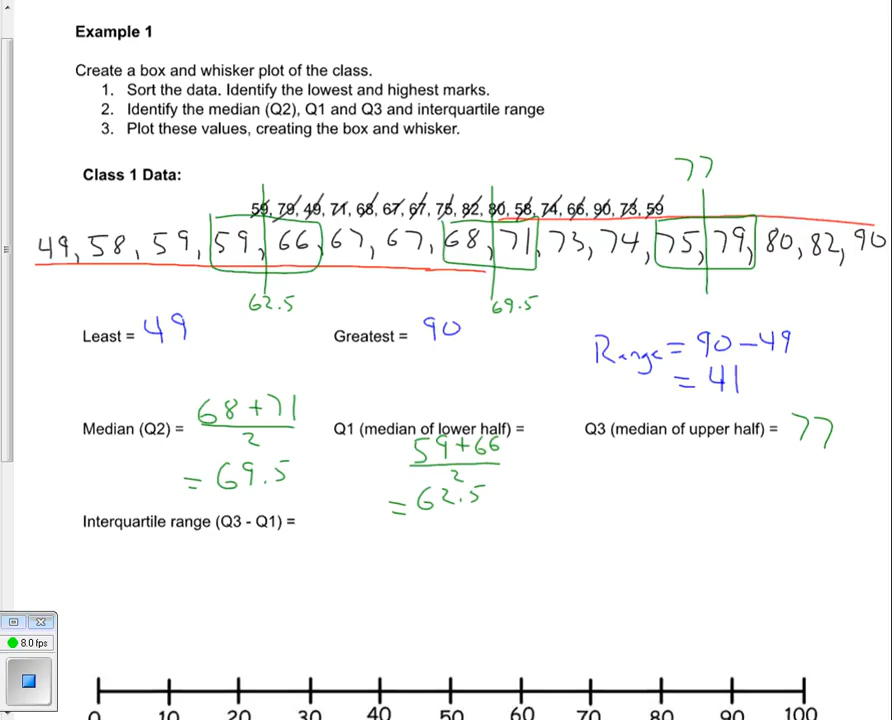 Example 1
Create a box and whisker plot of the class.
1. Sort the data. Identify the lowest and highest marks.
2. Identify the median (Q2), Q1 and Q3 and interquartile range
3. Plot these values, creating the box and whisker.
77
Class 1 Data:
59, 79, 49, 71, 68, 67, 67, 75, 82, 80, 58, 74, 66, 90, 73, 59
49, 58, 59, 59, 66, 67, 67, 68, 71, 73, 74, 75, 79, 80, 82, 90
62.5 69.5
Least = 49 Greatest = 90 Range = 90 - 49
= 41
Median (Q2) = 68 + 71 / 2 Q1 (median of lower half) = Q3 (median of upper half) = 77
59 + 66 / 2
= 69.5 = 62.5
Interquartile range (Q3 - Q1) =
8.0 fps
0 10 20 30 40 50 60 70 80 90 100